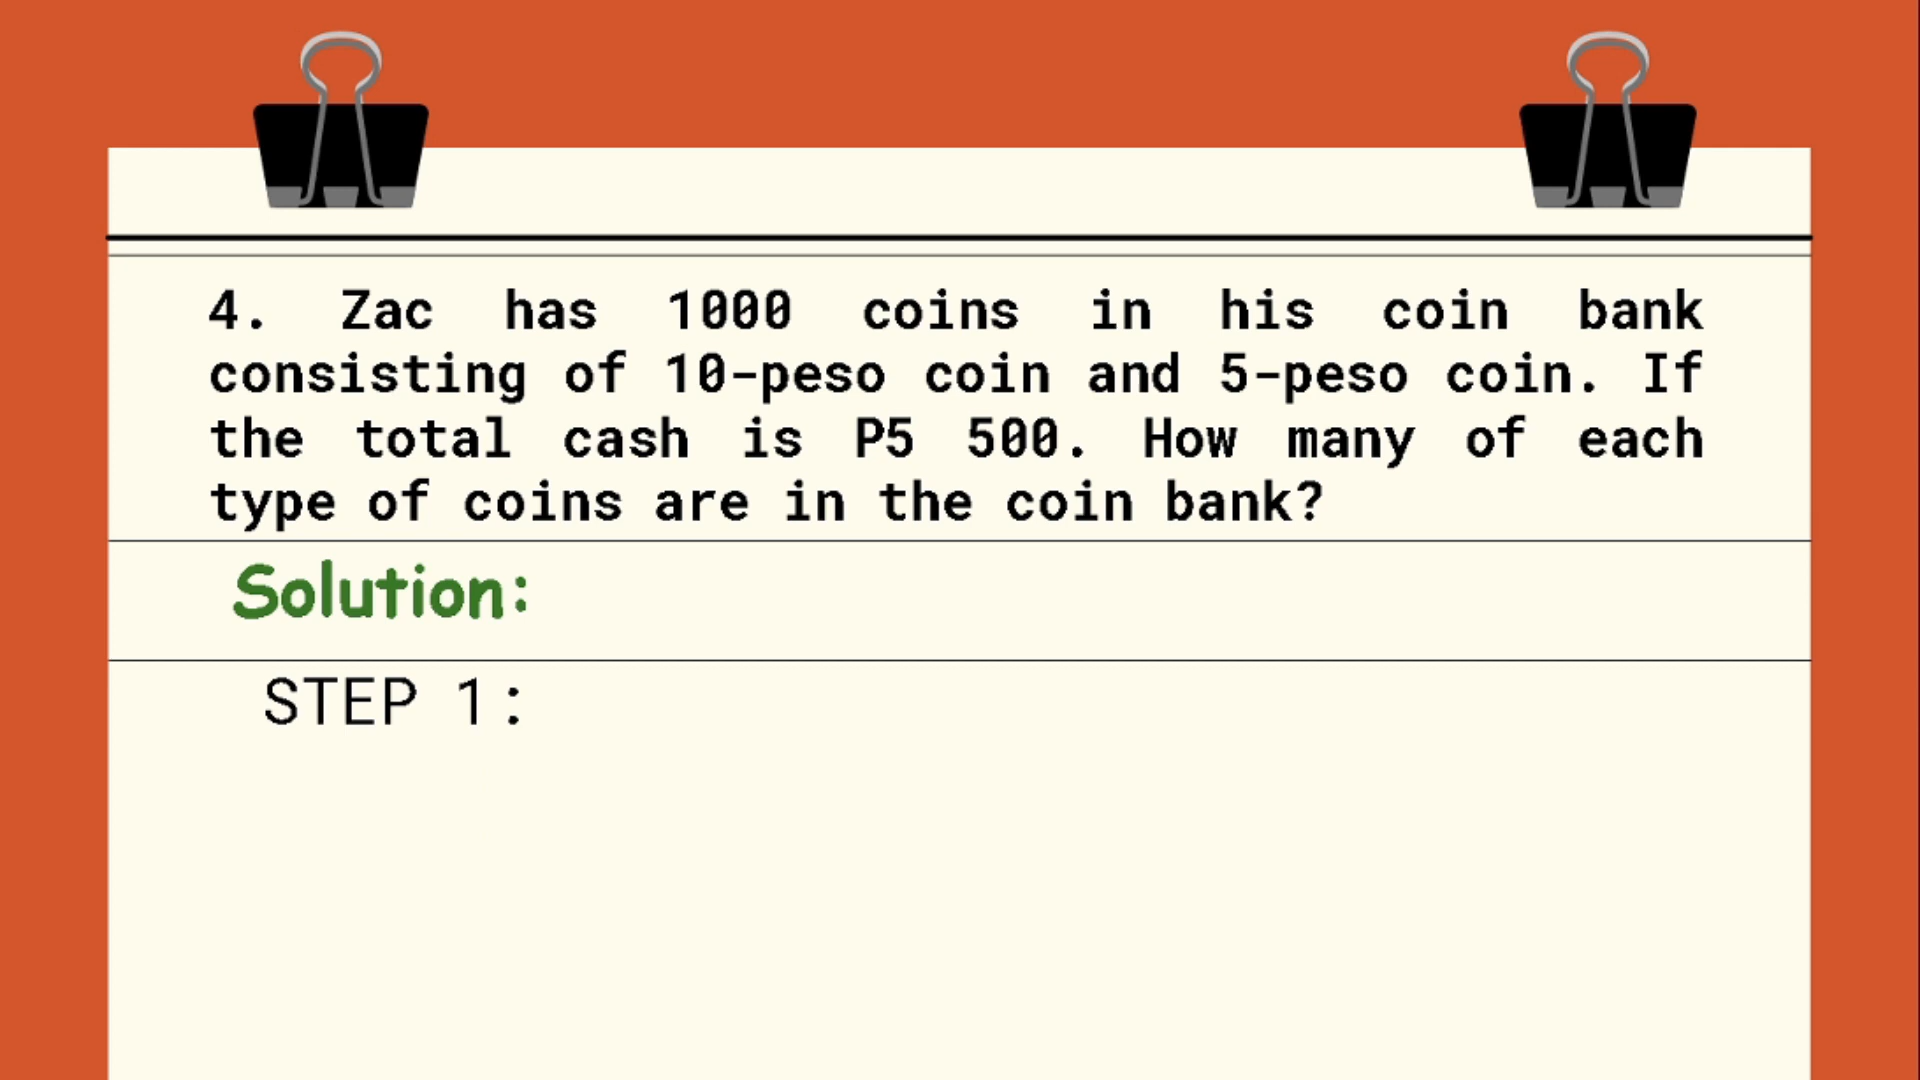 4. Zac has 1000 coins in his coin bank
consisting of 10-peso coin and 5-peso coin. If
the total cash is P5 500. How many of each
type of coins are in the coin bank?
Solution:
STEP 1: